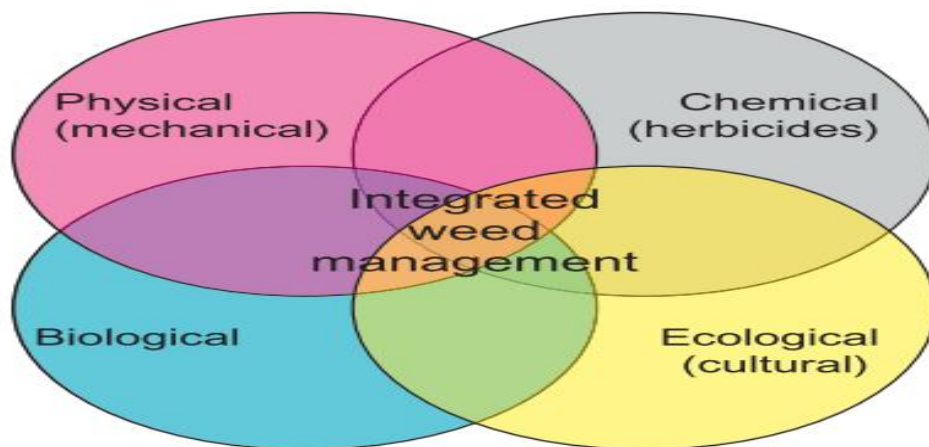 Physical
(mechanical)
Chemical
(herbicides)
Integrated
weed
management
Biological
Ecological
(cultural)